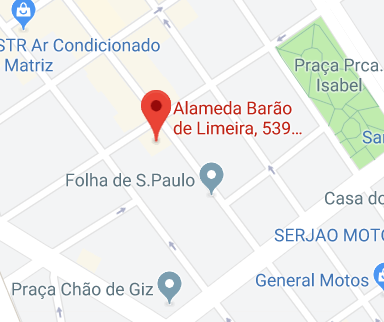 STR Ar Condicionado
Matriz
Praça Prca.
Isabel
Alameda Barão
de Limeira, 539...
San
Folha de S.Paulo
Casa do
SERJAO MOTO
General Motos
Praça Chão de Giz